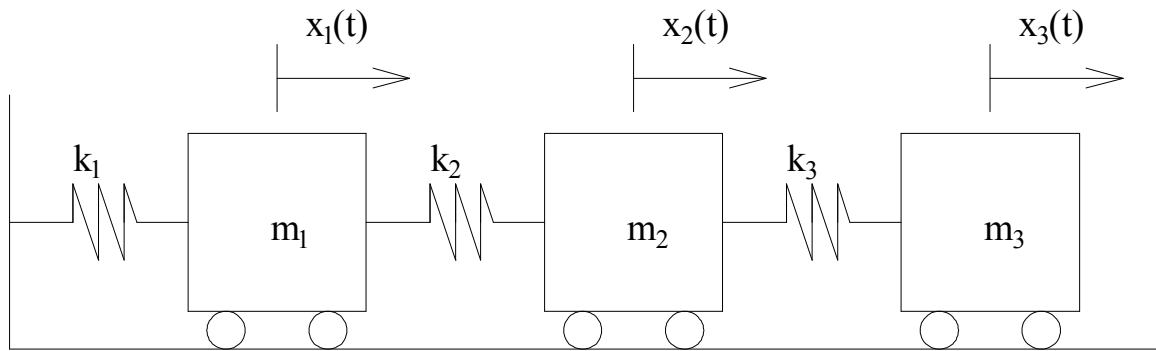 x₁(t) x₂(t) x₃(t)
k₁ k₂ k₃
m₁ m₂ m₃